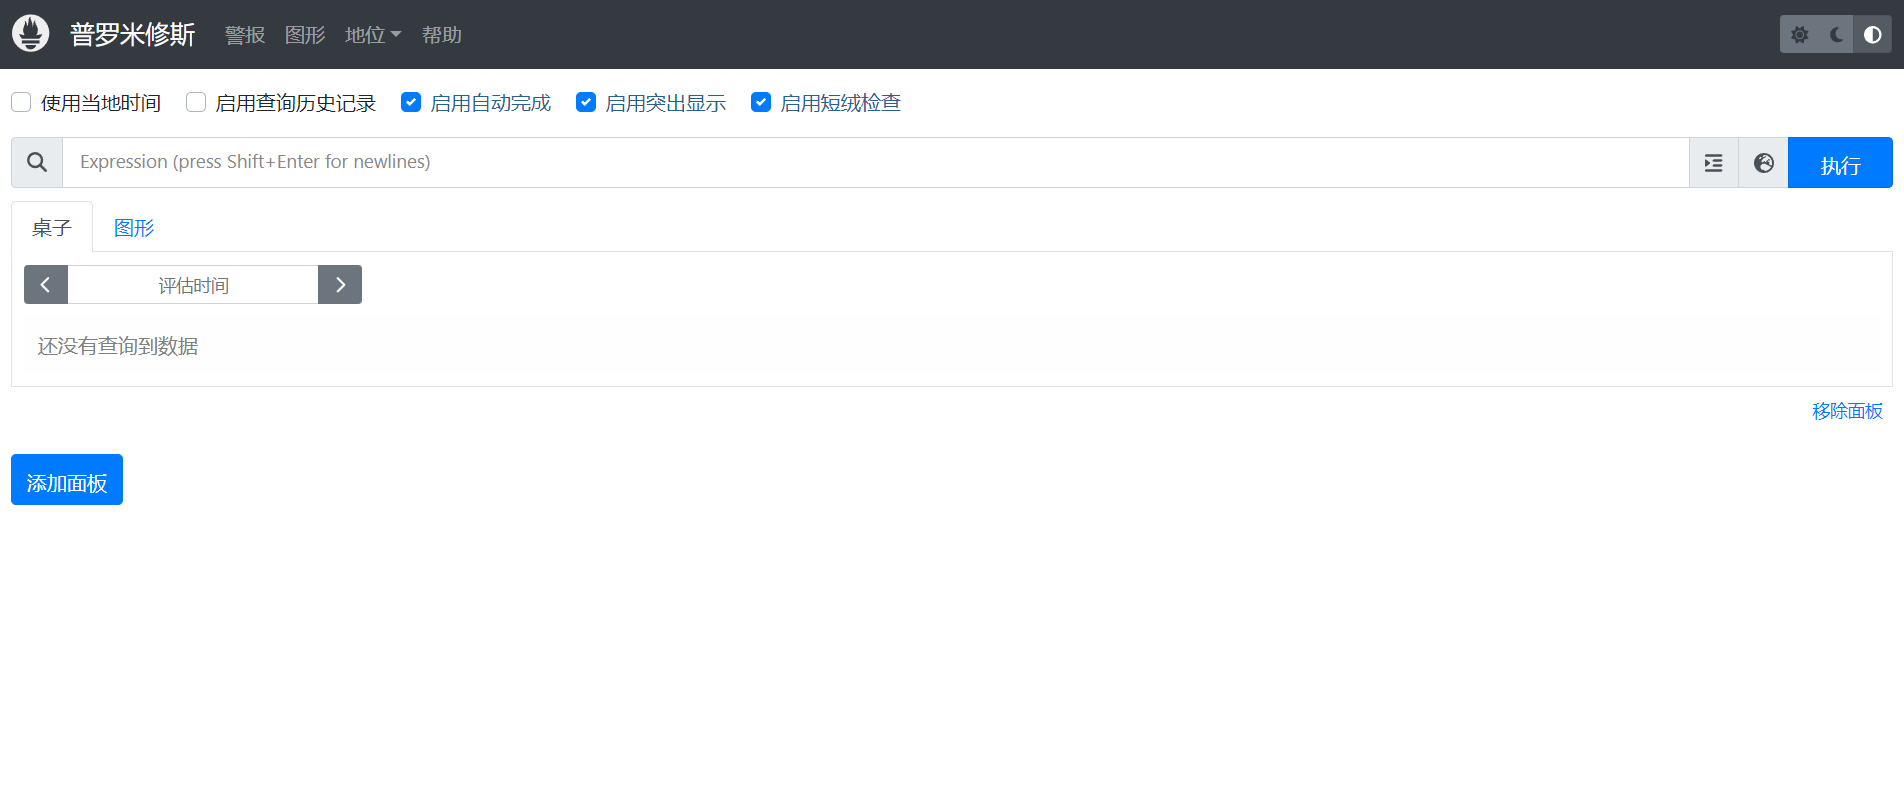 普罗米修斯 警报 图形 地位 帮助
使用当地时间 启用查询历史记录 启用自动完成 启用突出显示 启用短绒检查
Expression (press Shift+Enter for newlines) 执行
桌子 图形
评估时间
还没有查询到数据
移除面板
添加面板